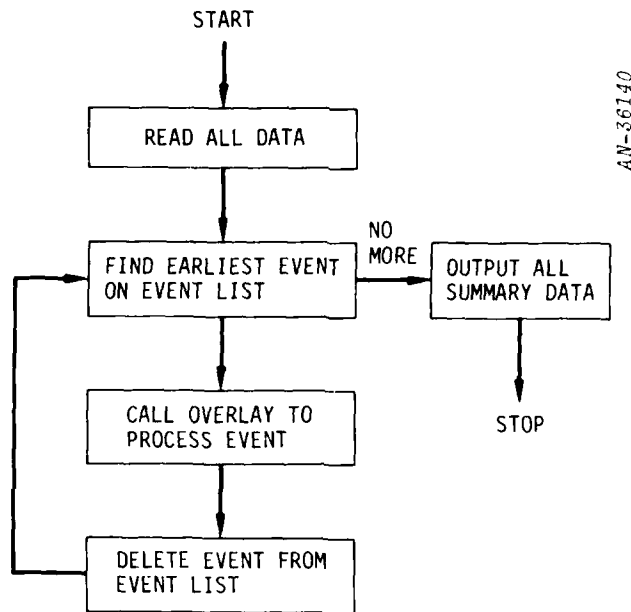 START
AN-36140
READ ALL DATA
FIND EARLIEST EVENT
ON EVENT LIST
NO
MORE
OUTPUT ALL
SUMMARY DATA
CALL OVERLAY TO
PROCESS EVENT
STOP
DELETE EVENT FROM
EVENT LIST